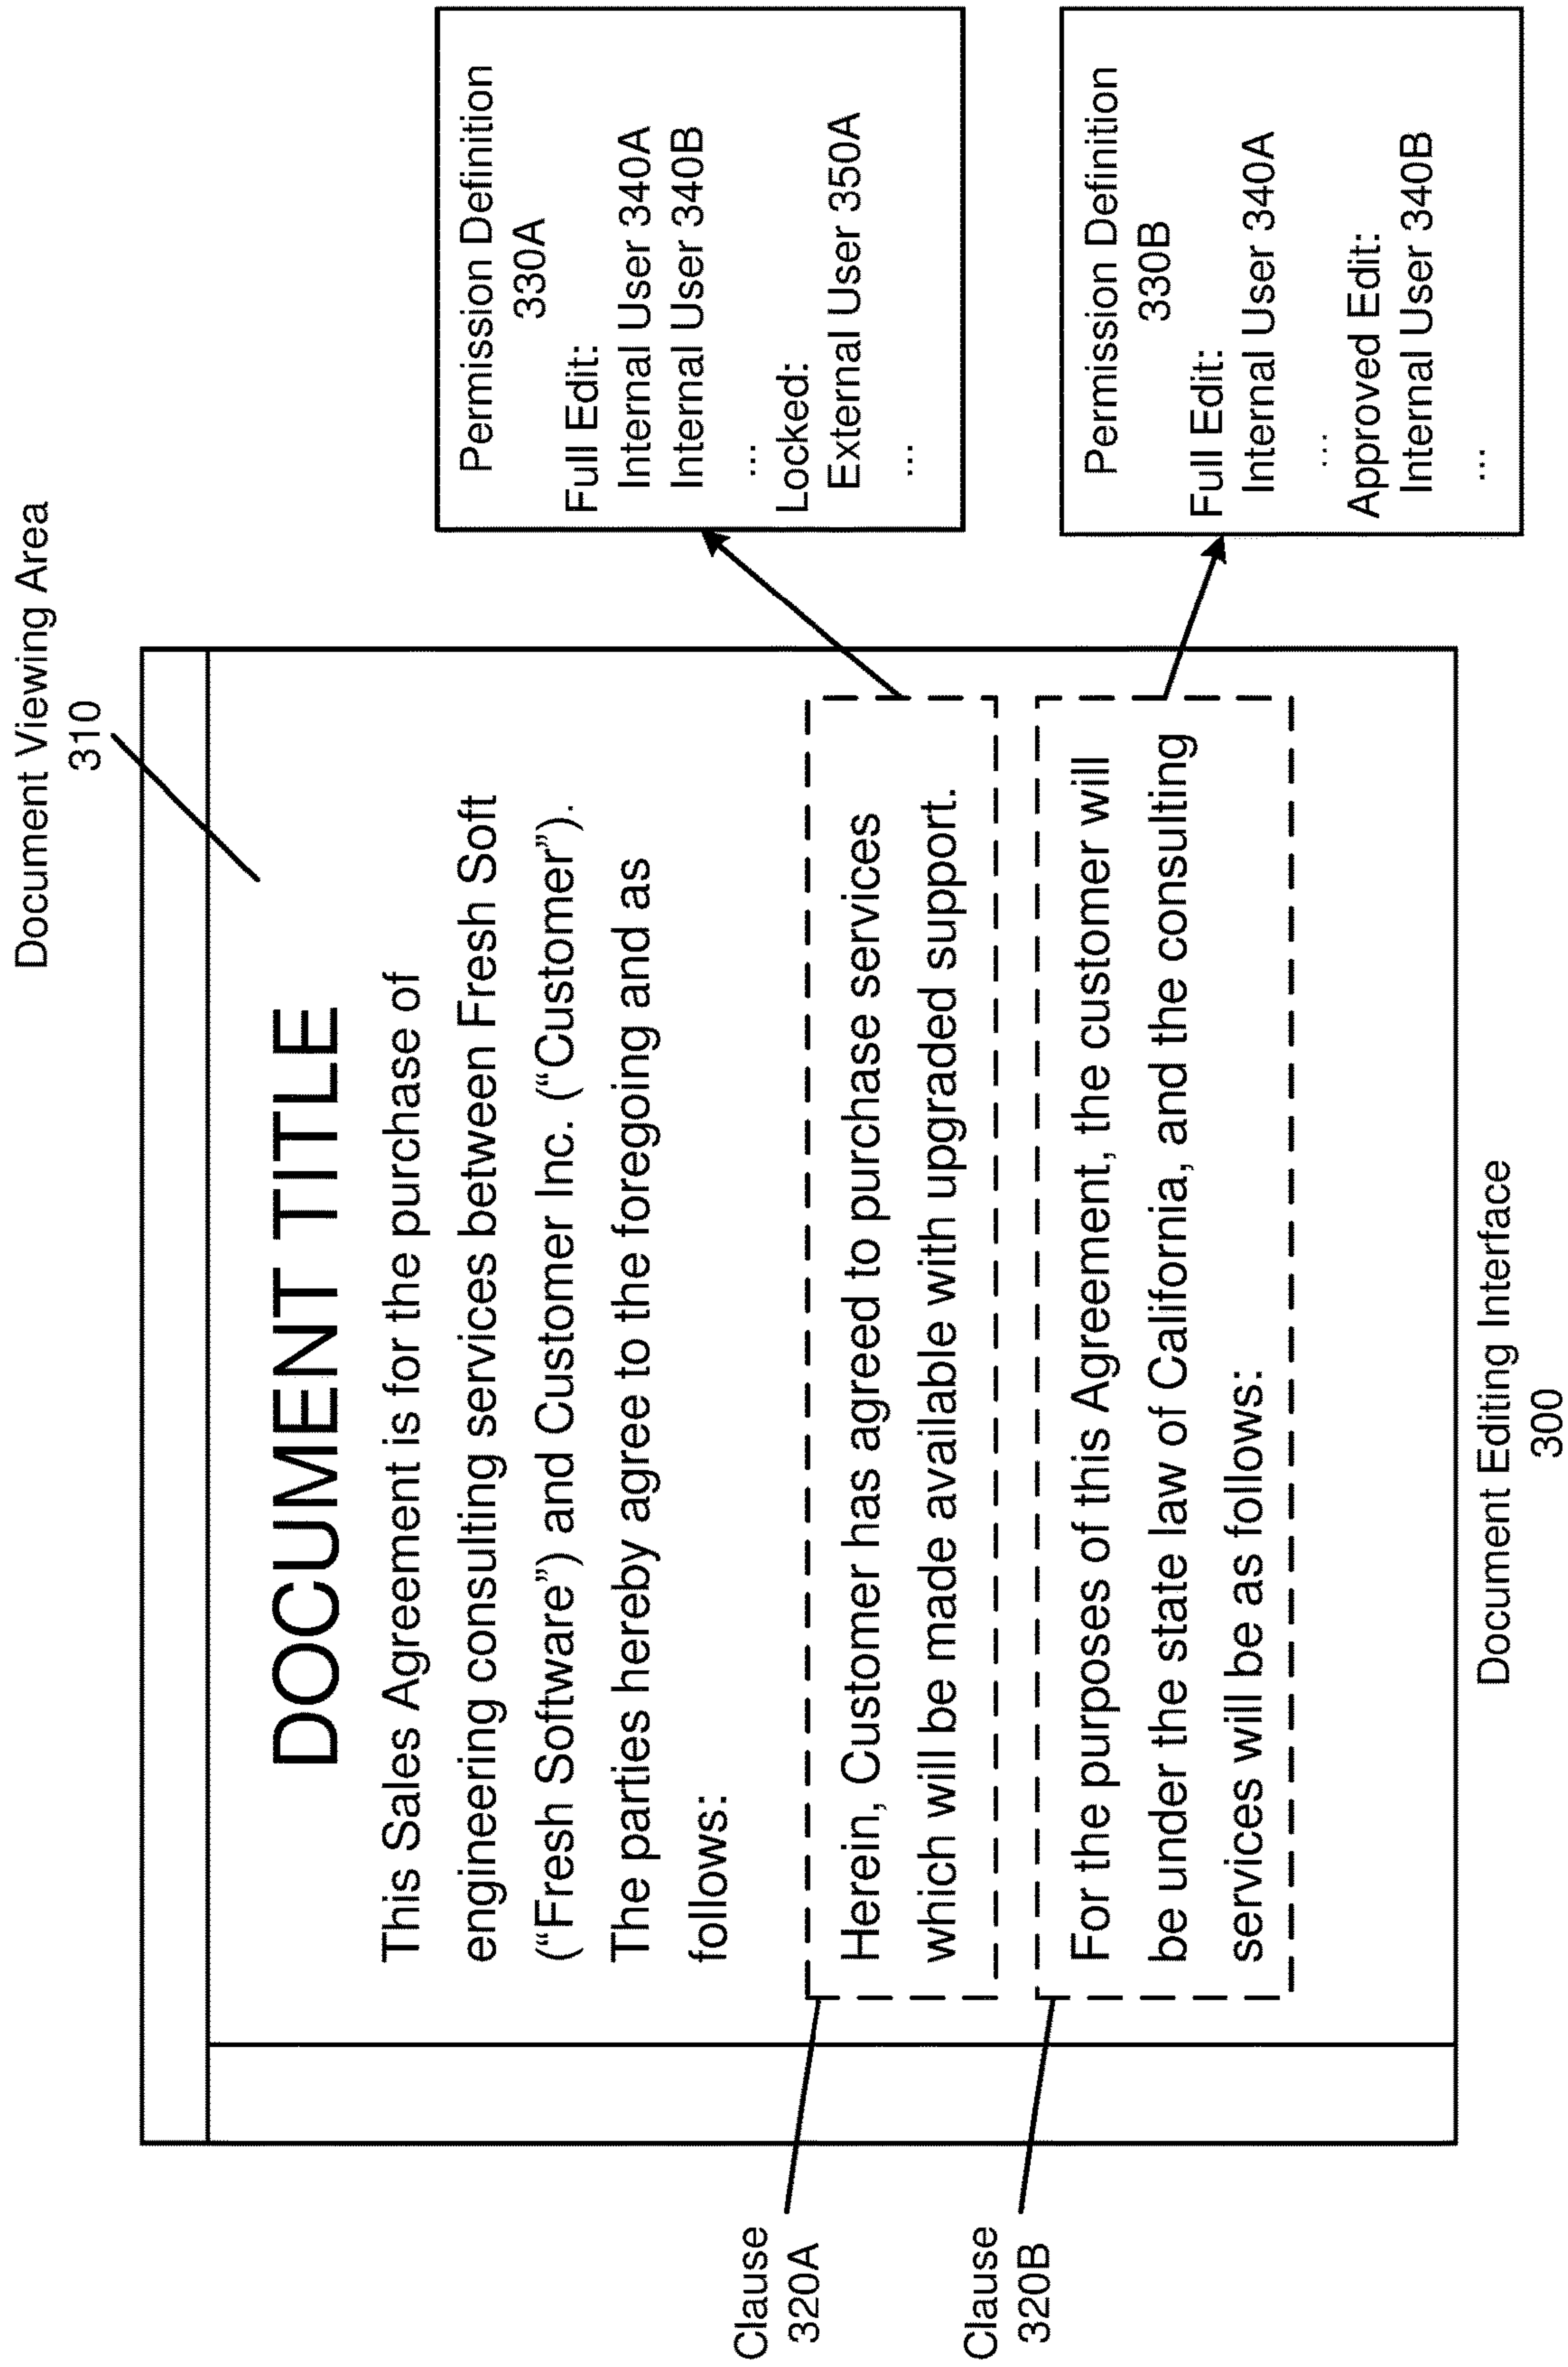 Document Viewing Area
310
DOCUMENT TITLE
This Sales Agreement is for the purchase of
engineering consulting services between Fresh Soft
(“Fresh Software”) and Customer Inc. (“Customer”).
The parties hereby agree to the foregoing and as
follows:
Clause
320A
Herein, Customer has agreed to purchase services
which will be made available with upgraded support.
Clause
320B
For the purposes of this Agreement, the customer will
be under the state law of California, and the consulting
services will be as follows:
Permission Definition
330A
Full Edit:
Internal User 340A
Internal User 340B
...
Locked:
External User 350A
...
Permission Definition
330B
Full Edit:
Internal User 340A
...
Approved Edit:
Internal User 340B
...
Document Editing Interface
300